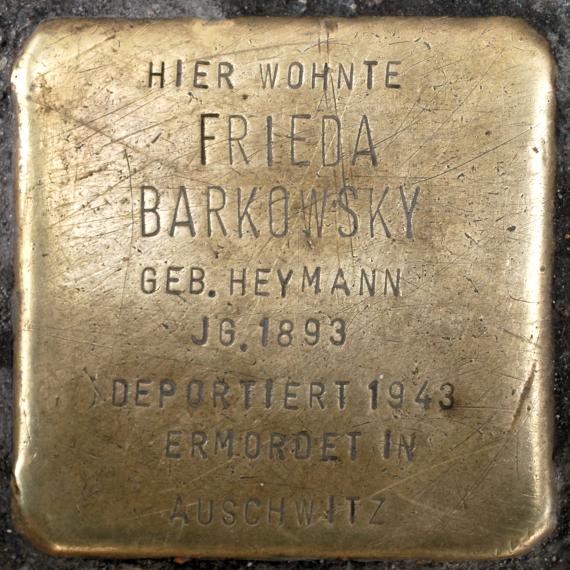 HIER WOHNTE
FRIEDA
BARKOWSKY
GEB. HEYMANN
JG. 1893
DEPORTIERT 1943
ERMORDET IN
AUSCHWITZ